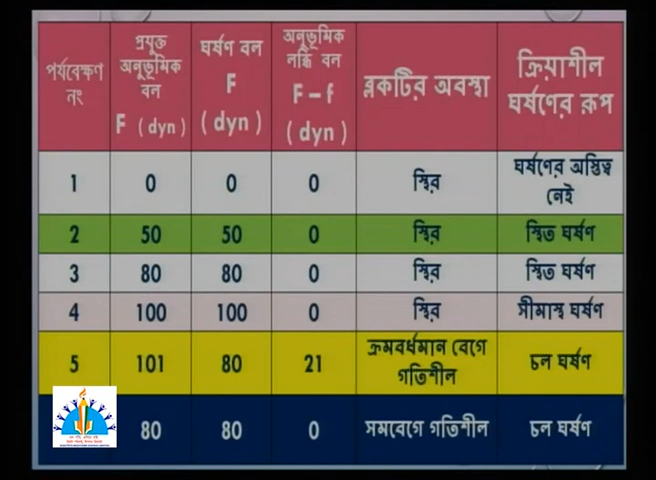 পর্যবেক্ষণ নং
প্রযুক্ত অনুভূমিক বল F (dyn)
ঘর্ষণ বল F (dyn)
অনুভূমিক লব্ধি বল F – f (dyn)
ব্লকটির অবস্থা
ক্রিয়াশীল ঘর্ষণের রূপ
1 0 0 0 স্থির ঘর্ষণের অস্তিত্ব নেই
2 50 50 0 স্থির স্থিত ঘর্ষণ
3 80 80 0 স্থির স্থিত ঘর্ষণ
4 100 100 0 স্থির সীমাস্থ ঘর্ষণ
5 101 80 21 ক্রমবর্ধমান বেগে গতিশীল চল ঘর্ষণ
80 80 0 সমবেগে গতিশীল চল ঘর্ষণ